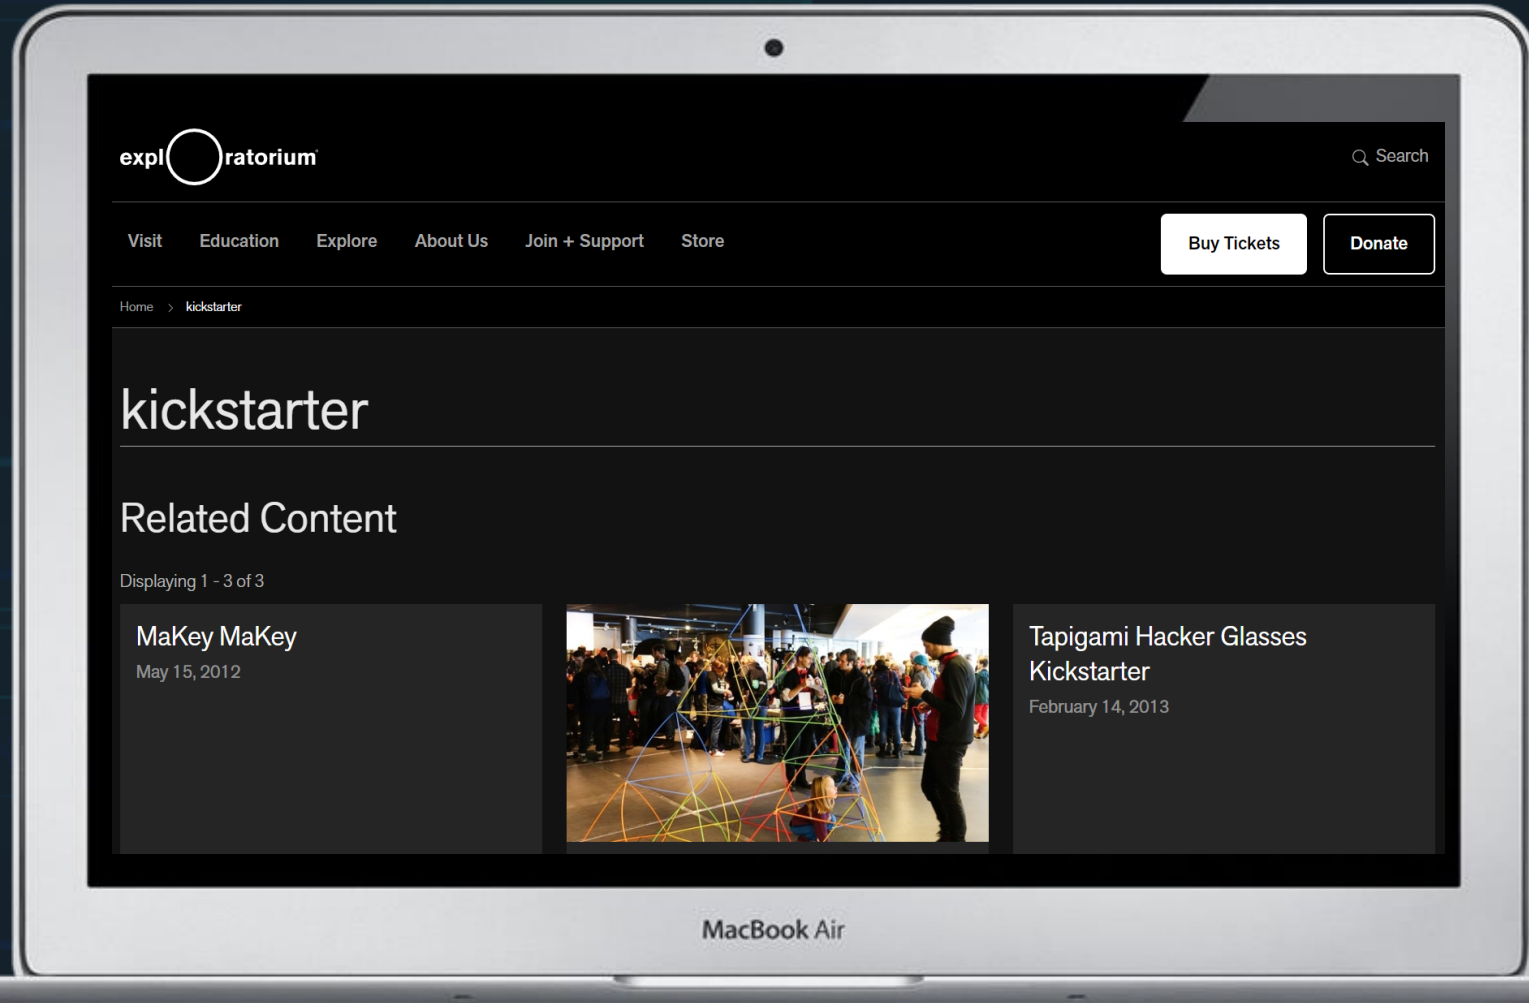 expl ratorium
Search
Visit Education Explore About Us Join + Support Store
Buy Tickets Donate
Home > kickstarter
kickstarter
Related Content
Displaying 1 - 3 of 3
MaKey MaKey
May 15, 2012
Tapigami Hacker Glasses
Kickstarter
February 14, 2013
MacBook Air